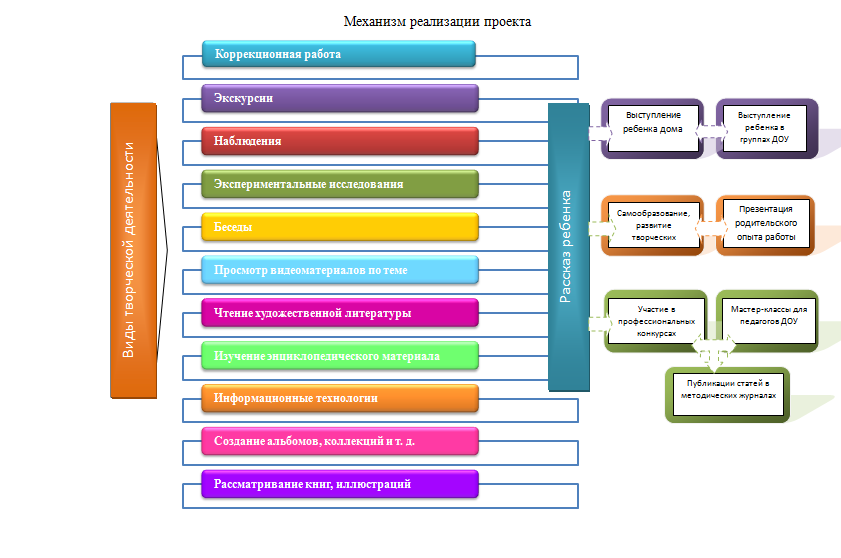 Механизм реализации проекта
Виды творческой деятельности
Коррекционная работа
Экскурсии
Наблюдения
Экспериментальные исследования
Беседы
Просмотр видеоматериалов по теме
Чтение художественной литературы
Изучение энциклопедического материала
Информационные технологии
Создание альбомов, коллекций и т. д.
Рассматривание книг, иллюстраций
Рассказ ребенка
Выступление
ребенка дома
Выступление
ребенка в
группах ДОУ
Самообразование,
развитие
творческих
Презентация
родительского
опыта работы
Участие в
профессиональных
конкурсах
Мастер-классы для
педагогов ДОУ
Публикации статей в
методических журналах